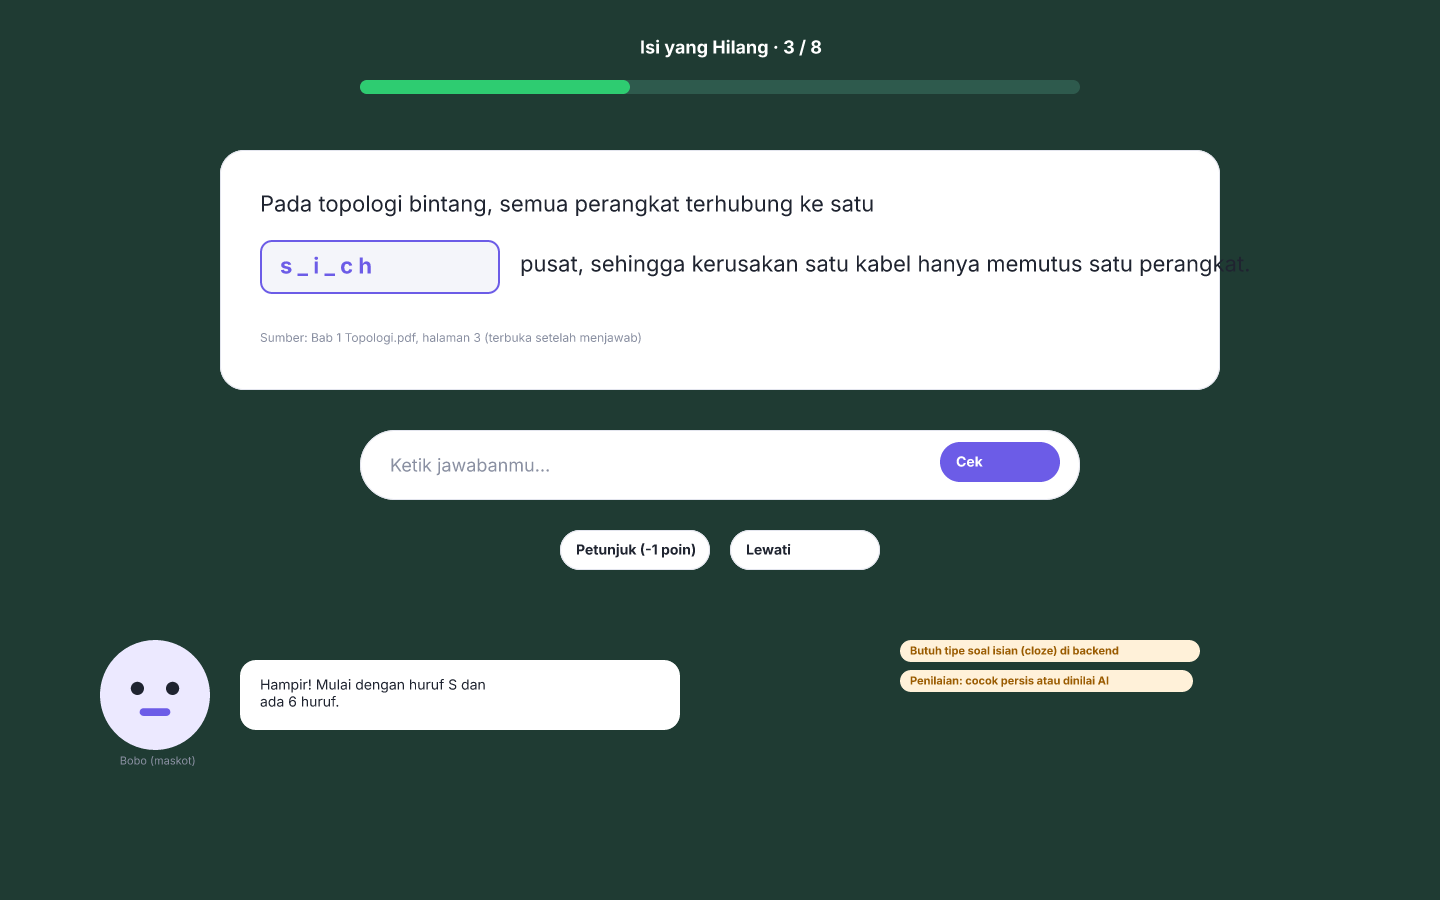 Isi yang Hilang · 3 / 8
Pada topologi bintang, semua perangkat terhubung ke satu
s _ i _ c h
pusat, sehingga kerusakan satu kabel hanya memutus satu perangkat.
Sumber: Bab 1 Topologi.pdf, halaman 3 (terbuka setelah menjawab)
Ketik jawabanmu...
Cek
Petunjuk (-1 poin)
Lewati
Hampir! Mulai dengan huruf S dan
ada 6 huruf.
Bobo (maskot)
Butuh tipe soal isian (cloze) di backend
Penilaian: cocok persis atau dinilai AI